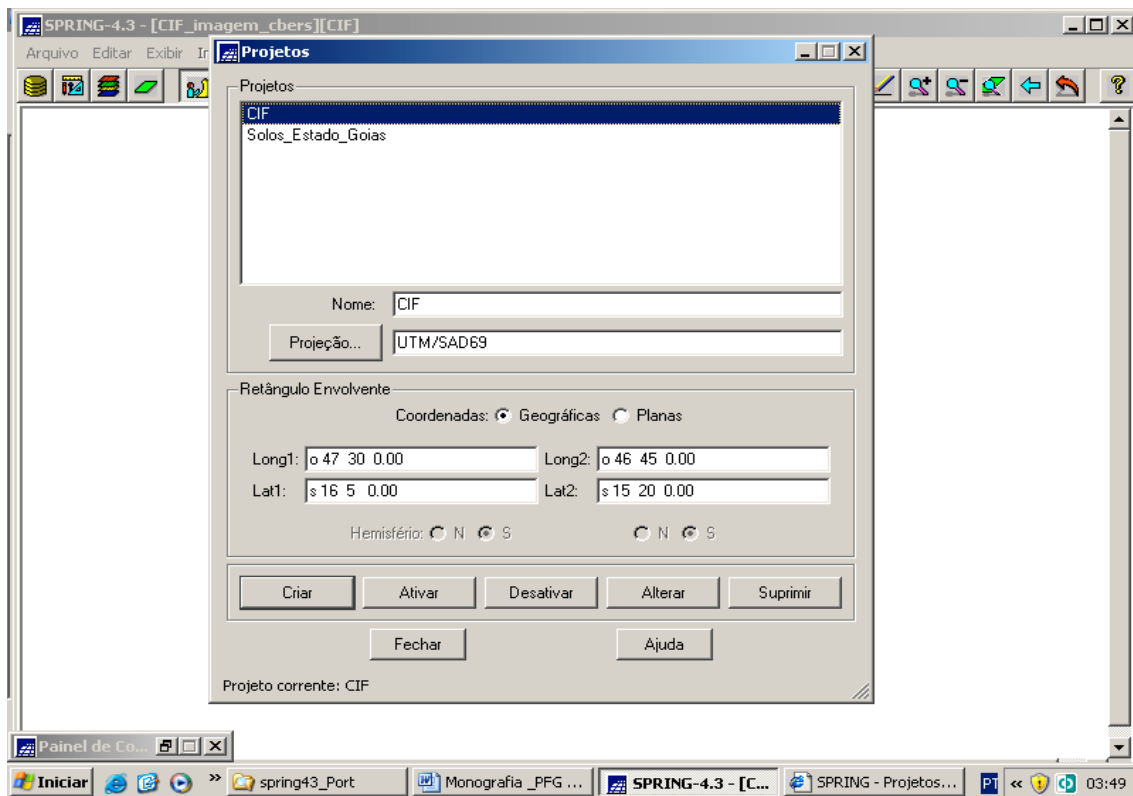 SPRING-4.3 - [CIF_imagem_cbers][CIF]
Arquivo Editar Exibir
Projetos
Projetos
CIF
Solos_Estado_Goias
Nome: CIF
Projeção... UTM/SAD69
Retângulo Envolvente
Coordenadas: Geográficas Planas
Long1: o 47 30 0.00 Long2: o 46 45 0.00
Lat1: s 16 5 0.00 Lat2: s 15 20 0.00
Hemisfério: N S N S
Criar Ativar Desativar Alterar Suprimir
Fechar Ajuda
Projeto corrente: CIF
Painel de Co...
Iniciar » spring43_Port Monografia _PFG ... SPRING-4.3 - [C... SPRING - Projetos... PT « 03:49